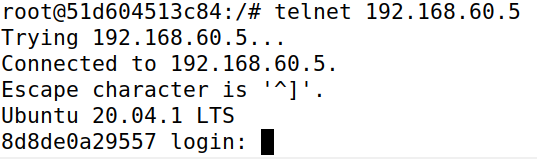 root@51d604513c84:/# telnet 192.168.60.5
Trying 192.168.60.5...
Connected to 192.168.60.5.
Escape character is '^]'.
Ubuntu 20.04.1 LTS
8d8de0a29557 login: